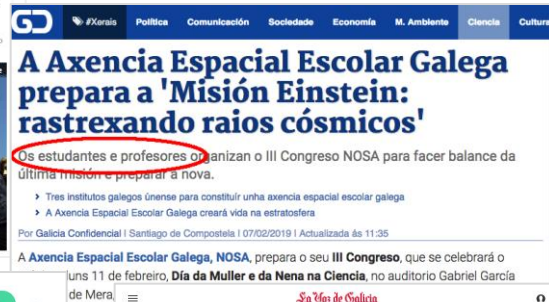 GD #Xerais Política Comunicación Sociedade Economía M. Ambiente Ciencia Cultura
A Axencia Espacial Escolar Galega
prepara a 'Misión Einstein:
rastrexando raios cósmicos'
Os estudantes e profesores organizan o III Congreso NOSA para facer balance da
última misión e preparar a nova.
Tres institutos galegos únense para constituír unha axencia espacial escolar galega
A Axencia Espacial Escolar Galega creará vida na estratosfera
Por Galicia Confidencial | Santiago de Compostela | 07/02/2019 | Actualizada ás 11:35
A Axencia Espacial Escolar Galega, NOSA, prepara o seu III Congreso, que se celebrará o
luns 11 de febreiro, Día da Muller e da Nena na Ciencia, no auditorio Gabriel García
de Mera,
La Voz de Galicia